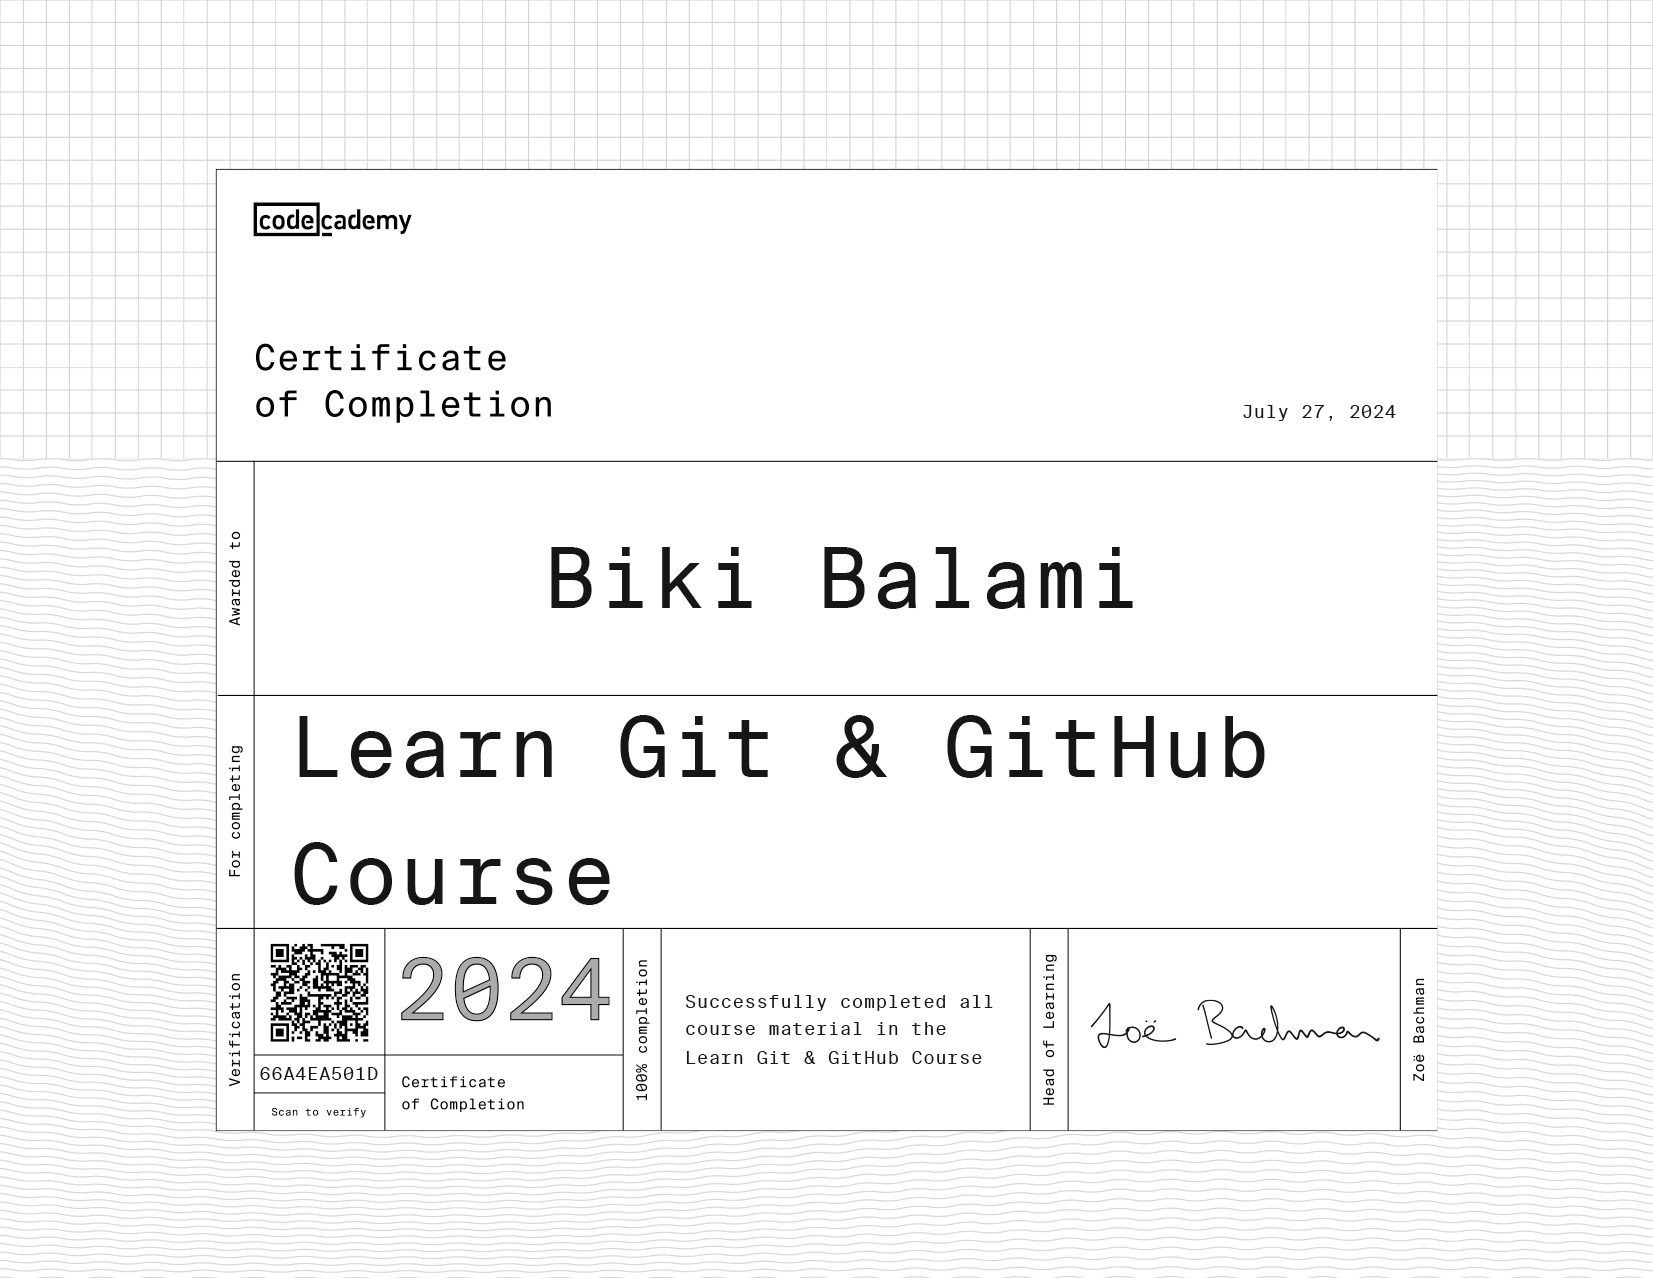 codecademy
Certificate
of Completion
July 27, 2024
Awarded to
Biki Balami
For completing
Learn Git & GitHub
Course
Verification
66A4EA501D
Scan to verify
2024
Certificate
of Completion
100% completion
Successfully completed all
course material in the
Learn Git & GitHub Course
Head of Learning
Zoë Bachman
Zoë Bachman